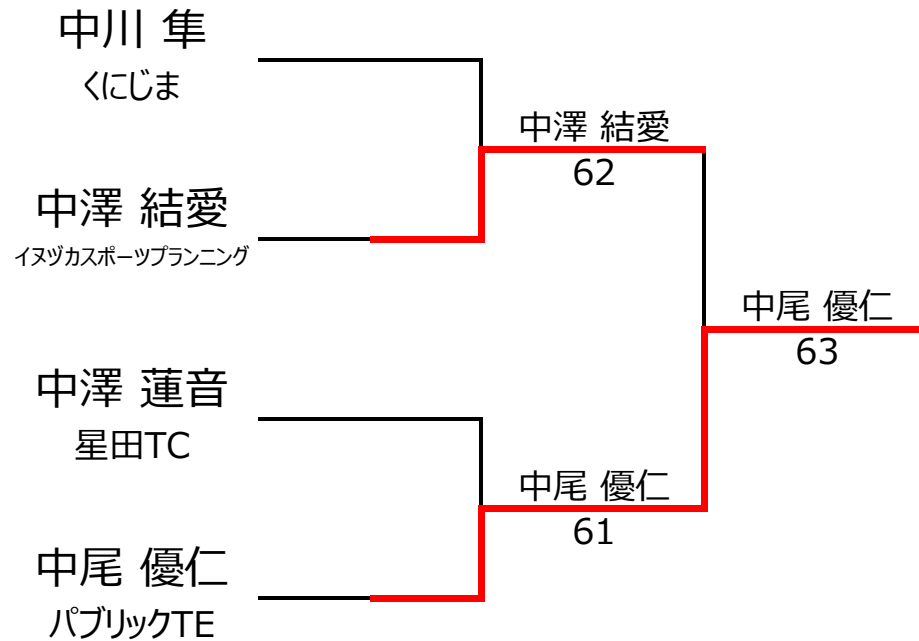 中川 隼
くにじま
中澤 結愛
62
中澤 結愛
イヌヅカスポーツプランニング
中尾 優仁
63
中澤 蓮音
星田TC
中尾 優仁
61
中尾 優仁
パブリックTE